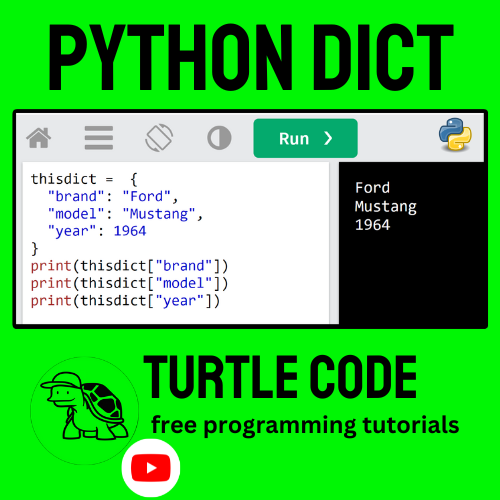 PYTHON DICT
Run ❯
thisdict =  {
  "brand": "Ford",
  "model": "Mustang",
  "year": 1964
}
print(thisdict["brand"])
print(thisdict["model"])
print(thisdict["year"])
Ford
Mustang
1964
TURTLE CODE
free programming tutorials